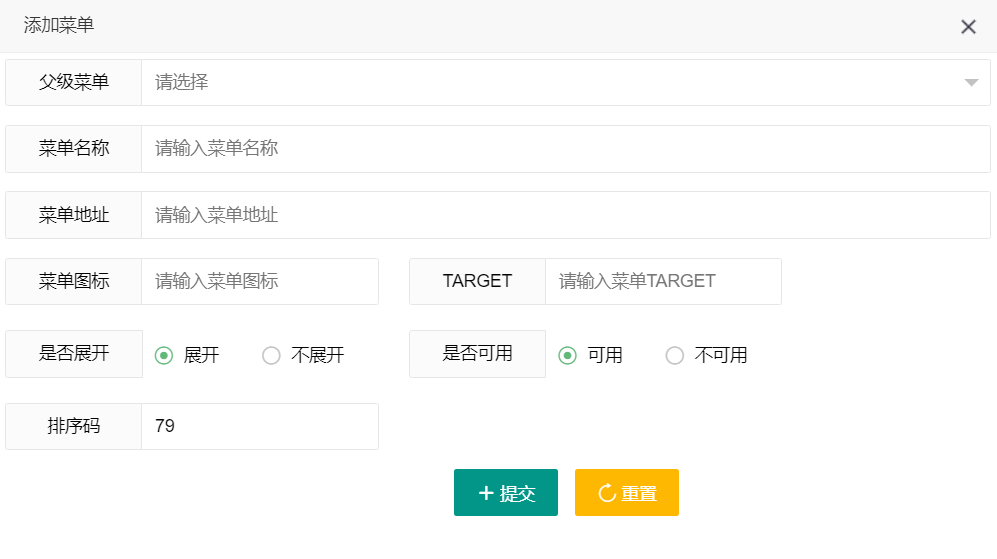 添加菜单
父级菜单 请选择
菜单名称 请输入菜单名称
菜单地址 请输入菜单地址
菜单图标 请输入菜单图标 TARGET 请输入菜单TARGET
是否展开 展开 不展开 是否可用 可用 不可用
排序码 79
提交 重置